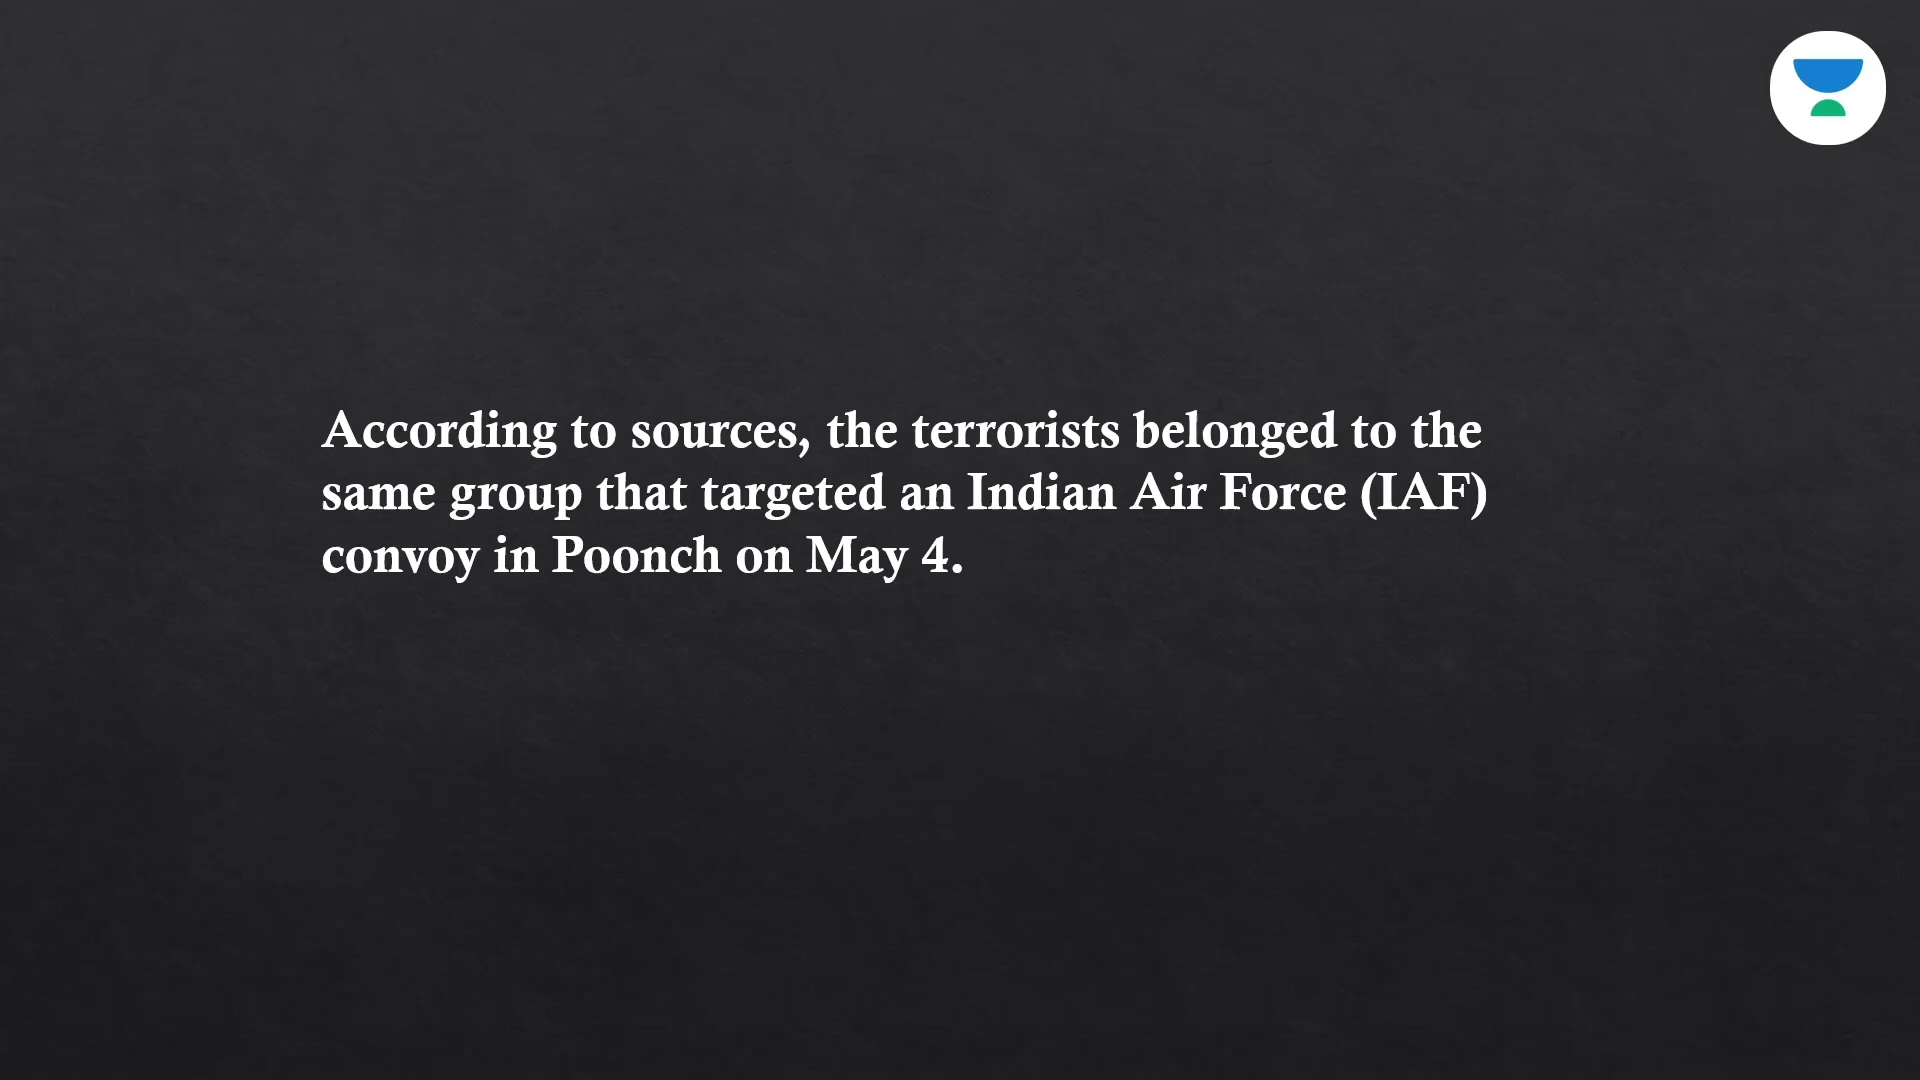 According to sources, the terrorists belonged to the
same group that targeted an Indian Air Force (IAF)
convoy in Poonch on May 4.